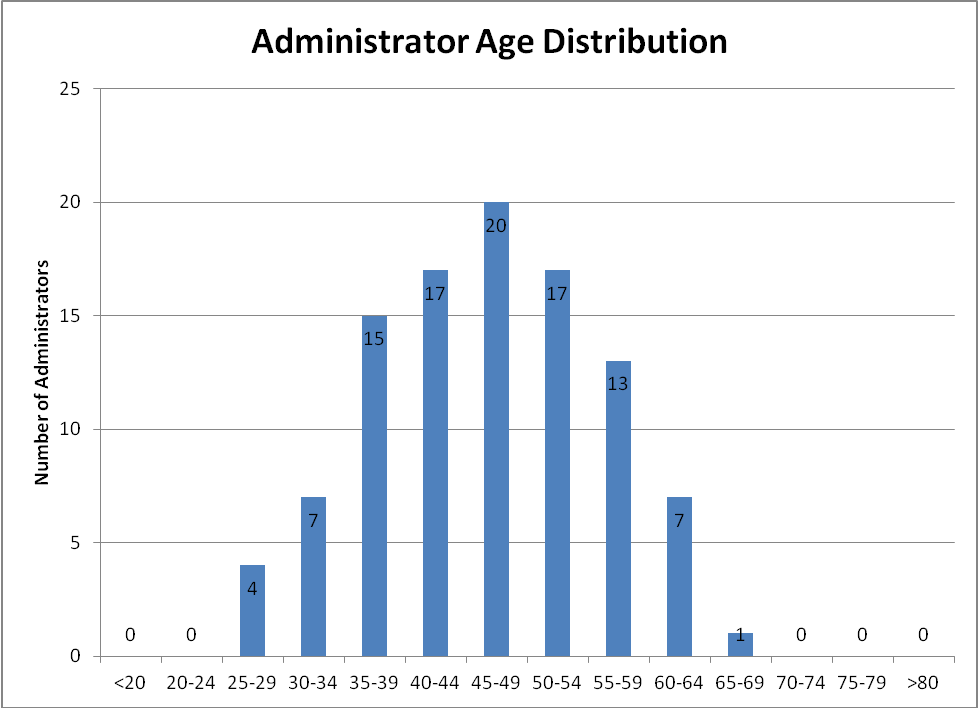 Administrator Age Distribution
Number of Administrators
25
20
15
10
5
0
0 0 4 7 15 17 20 17 13 7 1 0 0 0
<20 20-24 25-29 30-34 35-39 40-44 45-49 50-54 55-59 60-64 65-69 70-74 75-79 >80